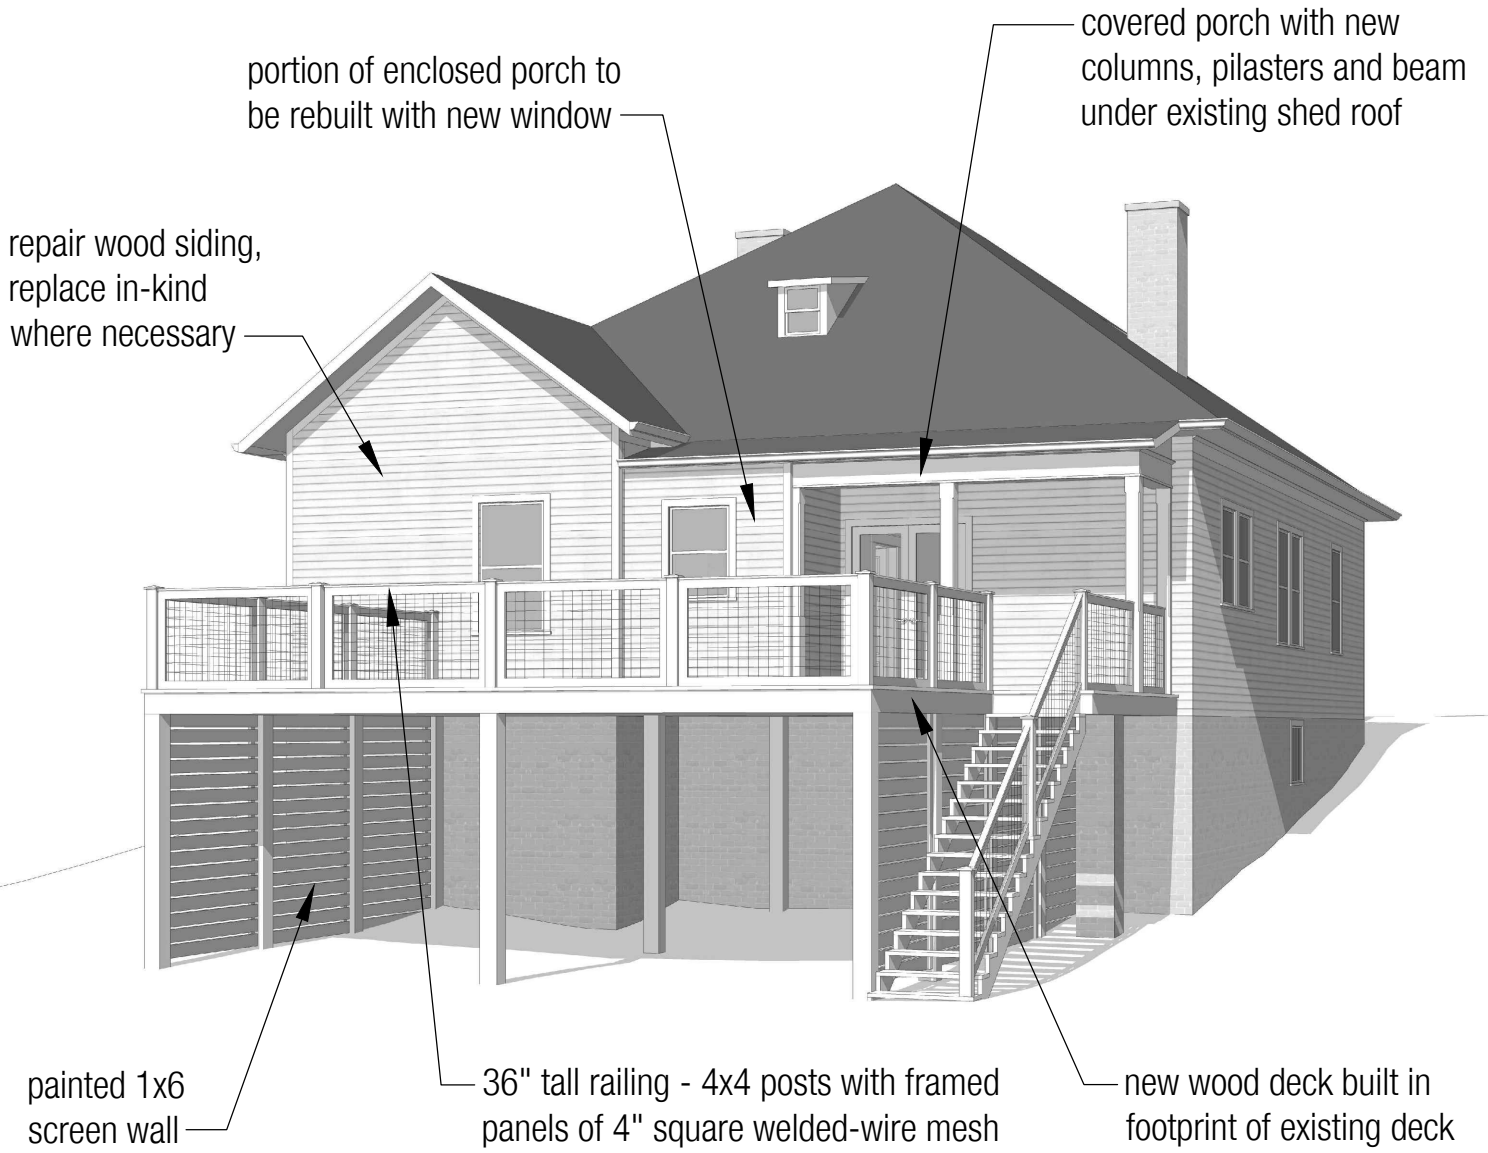 covered porch with new
columns, pilasters and beam
under existing shed roof
portion of enclosed porch to
be rebuilt with new window
repair wood siding,
replace in-kind
where necessary
painted 1x6
screen wall
36" tall railing - 4x4 posts with framed
panels of 4" square welded-wire mesh
new wood deck built in
footprint of existing deck